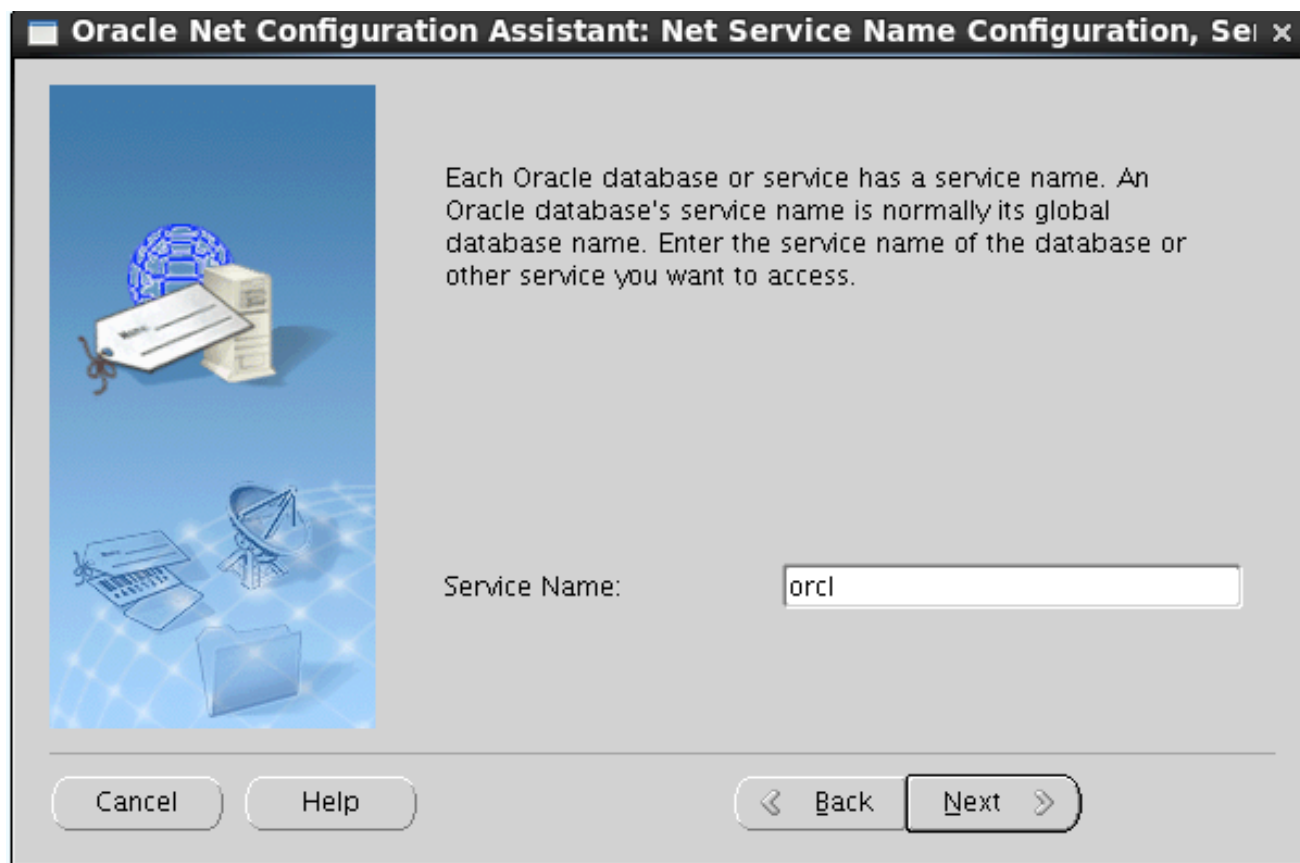 Oracle Net Configuration Assistant: Net Service Name Configuration, Se
Each Oracle database or service has a service name. An
Oracle database's service name is normally its global
database name. Enter the service name of the database or
other service you want to access.
Service Name: orcl
Cancel Help Back Next